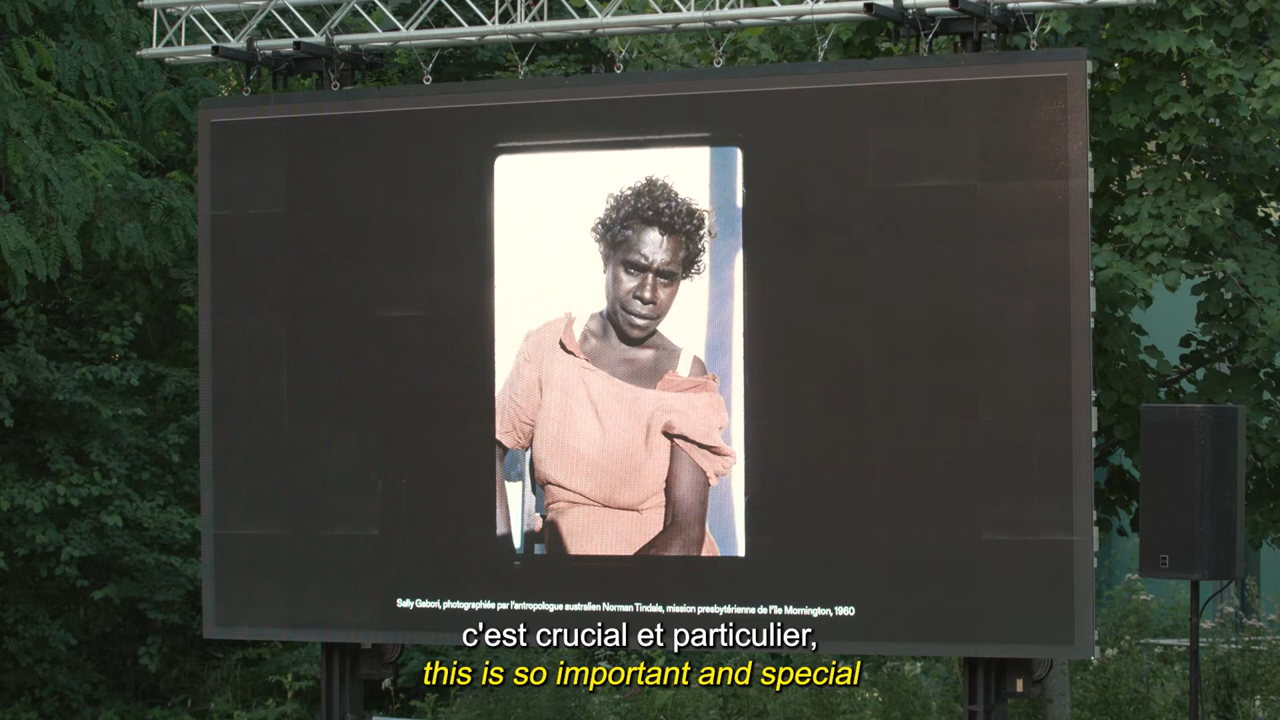 Sally Gabori, photographiée par l'antropologue australien Norman Tindale, mission presbytérienne de l'île Mornington, 1960
c'est crucial et particulier,
this is so important and special